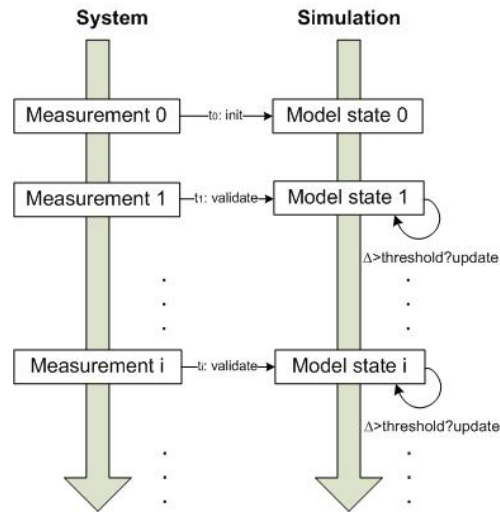 System Simulation
Measurement 0 t0: init Model state 0
Measurement 1 t1: validate Model state 1
Δ>threshold?update
Measurement i ti: validate Model state i
Δ>threshold?update